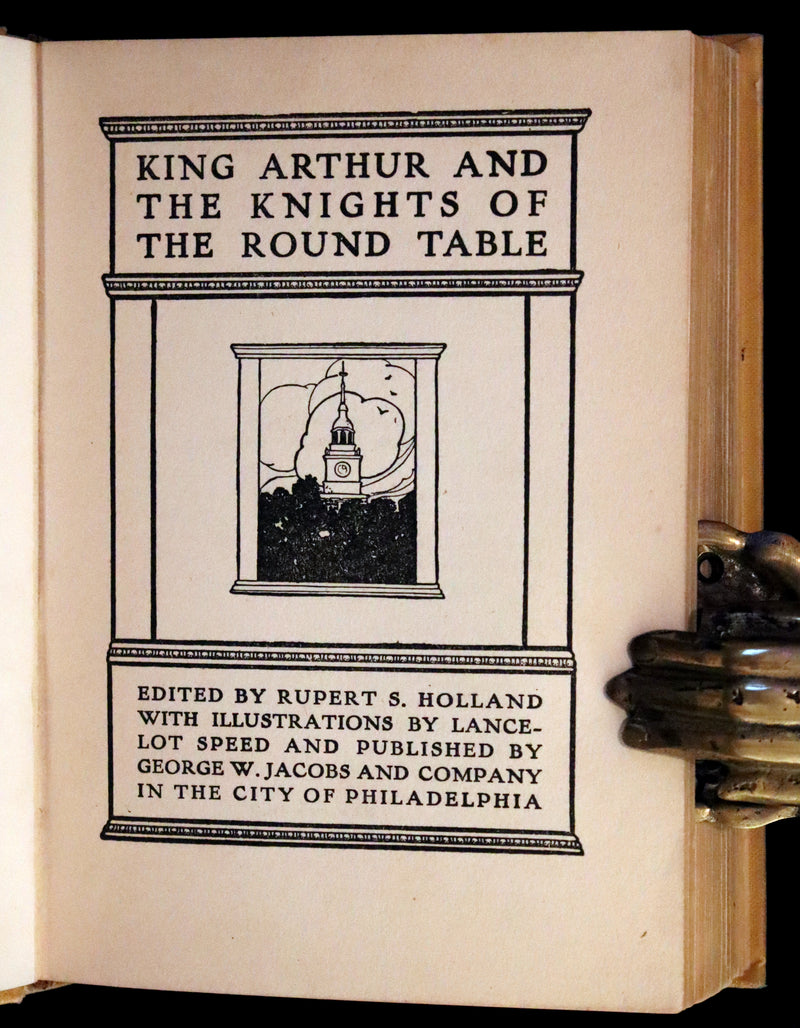 KING ARTHUR AND
THE KNIGHTS OF
THE ROUND TABLE
EDITED BY RUPERT S. HOLLAND
WITH ILLUSTRATIONS BY LANCE-
LOT SPEED AND PUBLISHED BY
GEORGE W. JACOBS AND COMPANY
IN THE CITY OF PHILADELPHIA